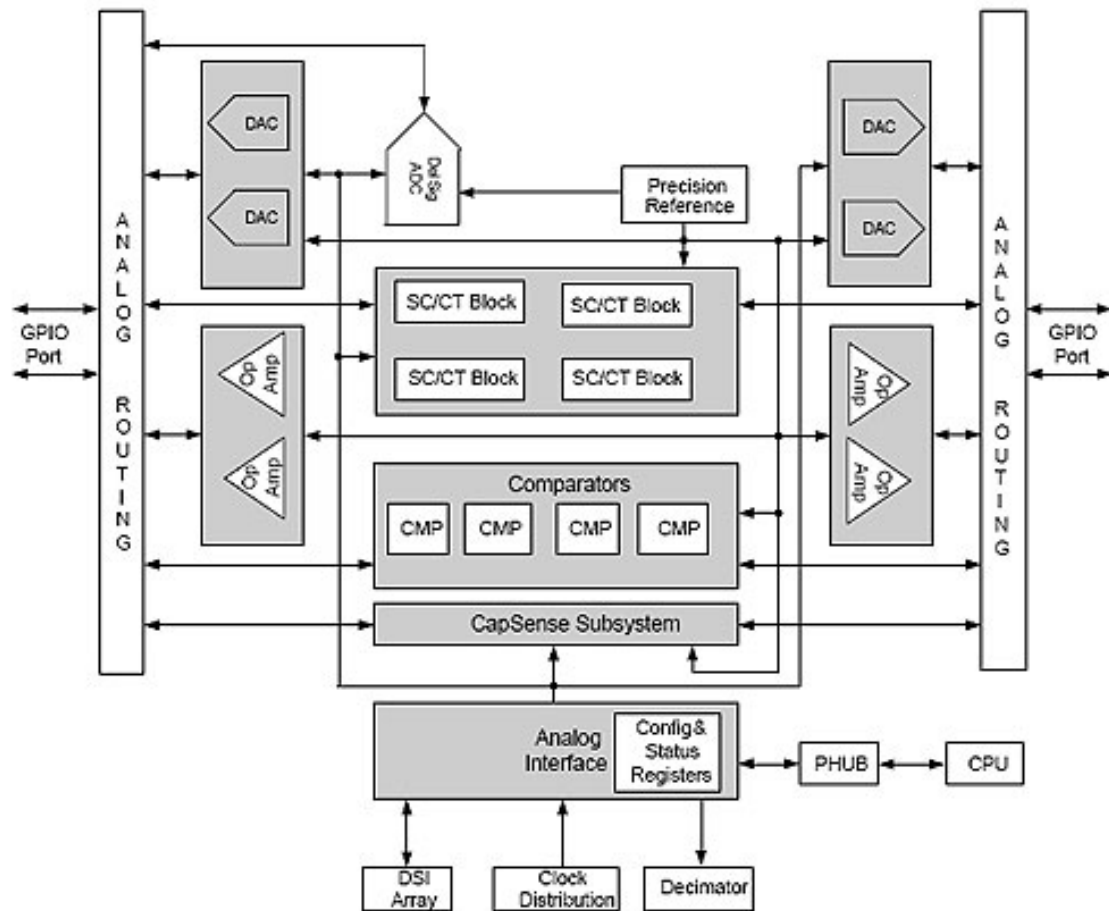 ANALOG ROUTING
GPIO
Port
DAC
DAC
Op
Amp
Op
Amp
Del Sig
ADC
Precision
Reference
SC/CT Block
SC/CT Block
SC/CT Block
SC/CT Block
Comparators
CMP
CMP
CMP
CMP
CapSense Subsystem
Analog
Interface
Config&
Status
Registers
PHUB
CPU
DSI
Array
Clock
Distribution
Decimator
DAC
DAC
Op
Amp
Op
Amp
ANALOG ROUTING
GPIO
Port